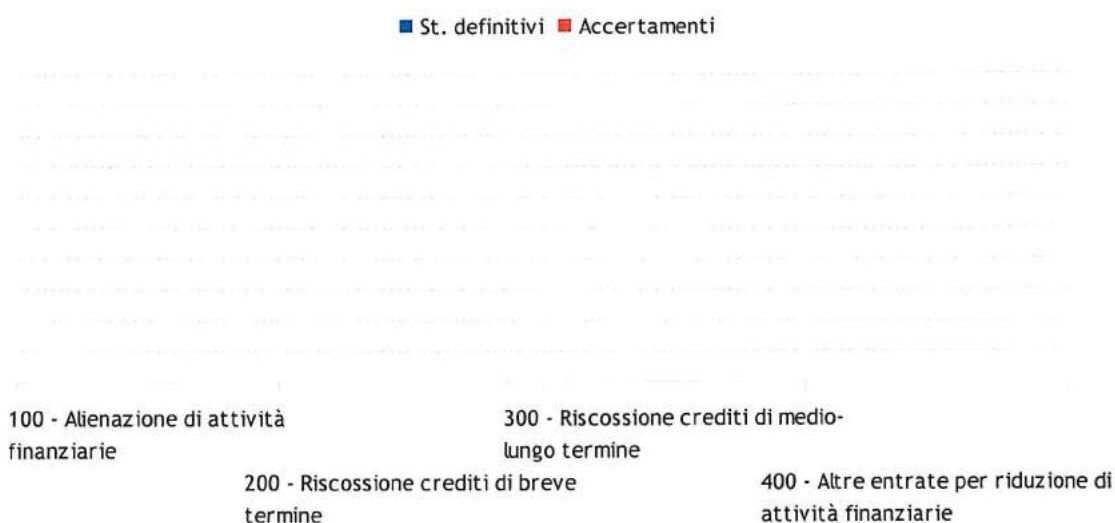 St. definitivi Accertamenti
100 - Alienazione di attività
finanziarie
200 - Riscossione crediti di breve
termine
300 - Riscossione crediti di medio-
lungo termine
400 - Altre entrate per riduzione di
attività finanziarie